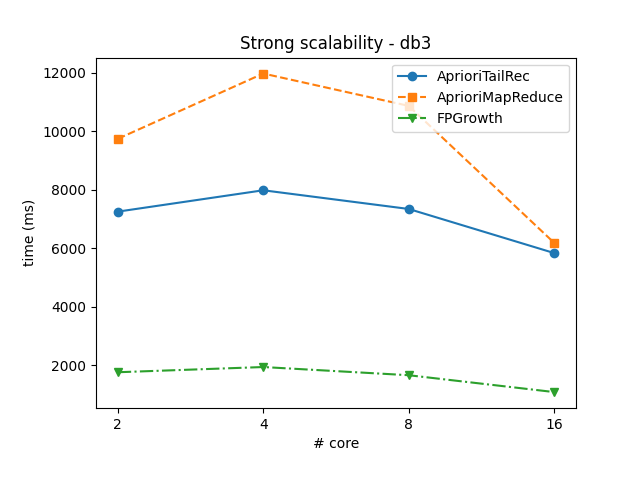 Strong scalability - db3
AprioriTailRec
AprioriMapReduce
FPGrowth
time (ms)
12000
10000
8000
6000
4000
2000
2 4 8 16
# core